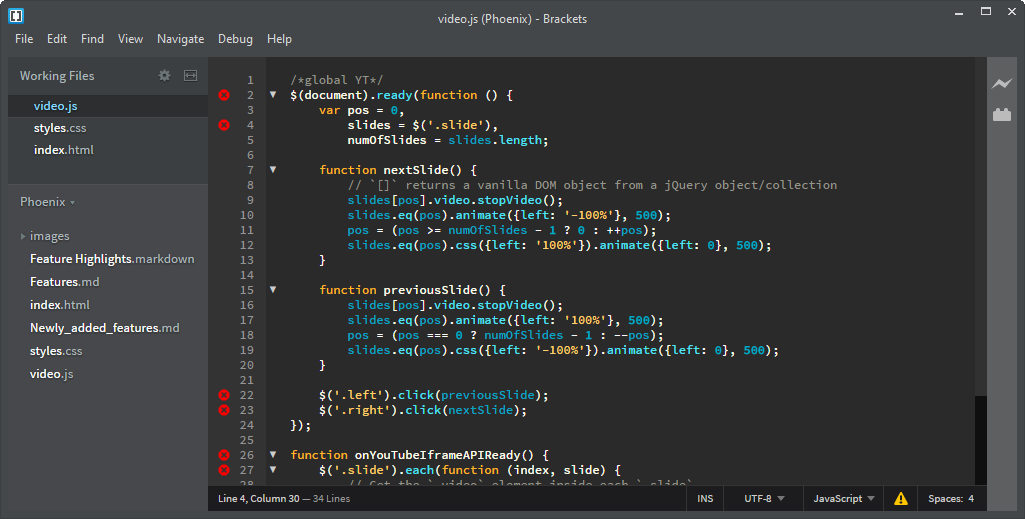 video.js (Phoenix) - Brackets
File Edit Find View Navigate Debug Help
Working Files
video.js
styles.css
index.html
Phoenix
images
Feature Highlights.markdown
Features.md
index.html
Newly_added_features.md
styles.css
video.js
1 /*global YT*/
2 $(document).ready(function () {
3 var pos = 0,
4 slides = $('.slide'),
5 numOfSlides = slides.length;
6
7 function nextSlide() {
8 // `[]` returns a vanilla DOM object from a jQuery object/collection
9 slides[pos].video.stopVideo();
10 slides.eq(pos).animate({left: '-100%'}, 500);
11 pos = (pos >= numOfSlides - 1 ? 0 : ++pos);
12 slides.eq(pos).css({left: '100%'}).animate({left: 0}, 500);
13 }
14
15 function previousSlide() {
16 slides[pos].video.stopVideo();
17 slides.eq(pos).animate({left: '100%'}, 500);
18 pos = (pos === 0 ? numOfSlides - 1 : --pos);
19 slides.eq(pos).css({left: '-100%'}).animate({left: 0}, 500);
20 }
21
22 $('.left').click(previousSlide);
23 $('.right').click(nextSlide);
24 });
25
26 function onYouTubeIframeAPIReady() {
27 $('.slide').each(function (index, slide) {
28 // Get the `.video` element inside each `.slide`
Line 4, Column 30 — 34 Lines INS UTF-8 JavaScript Spaces: 4